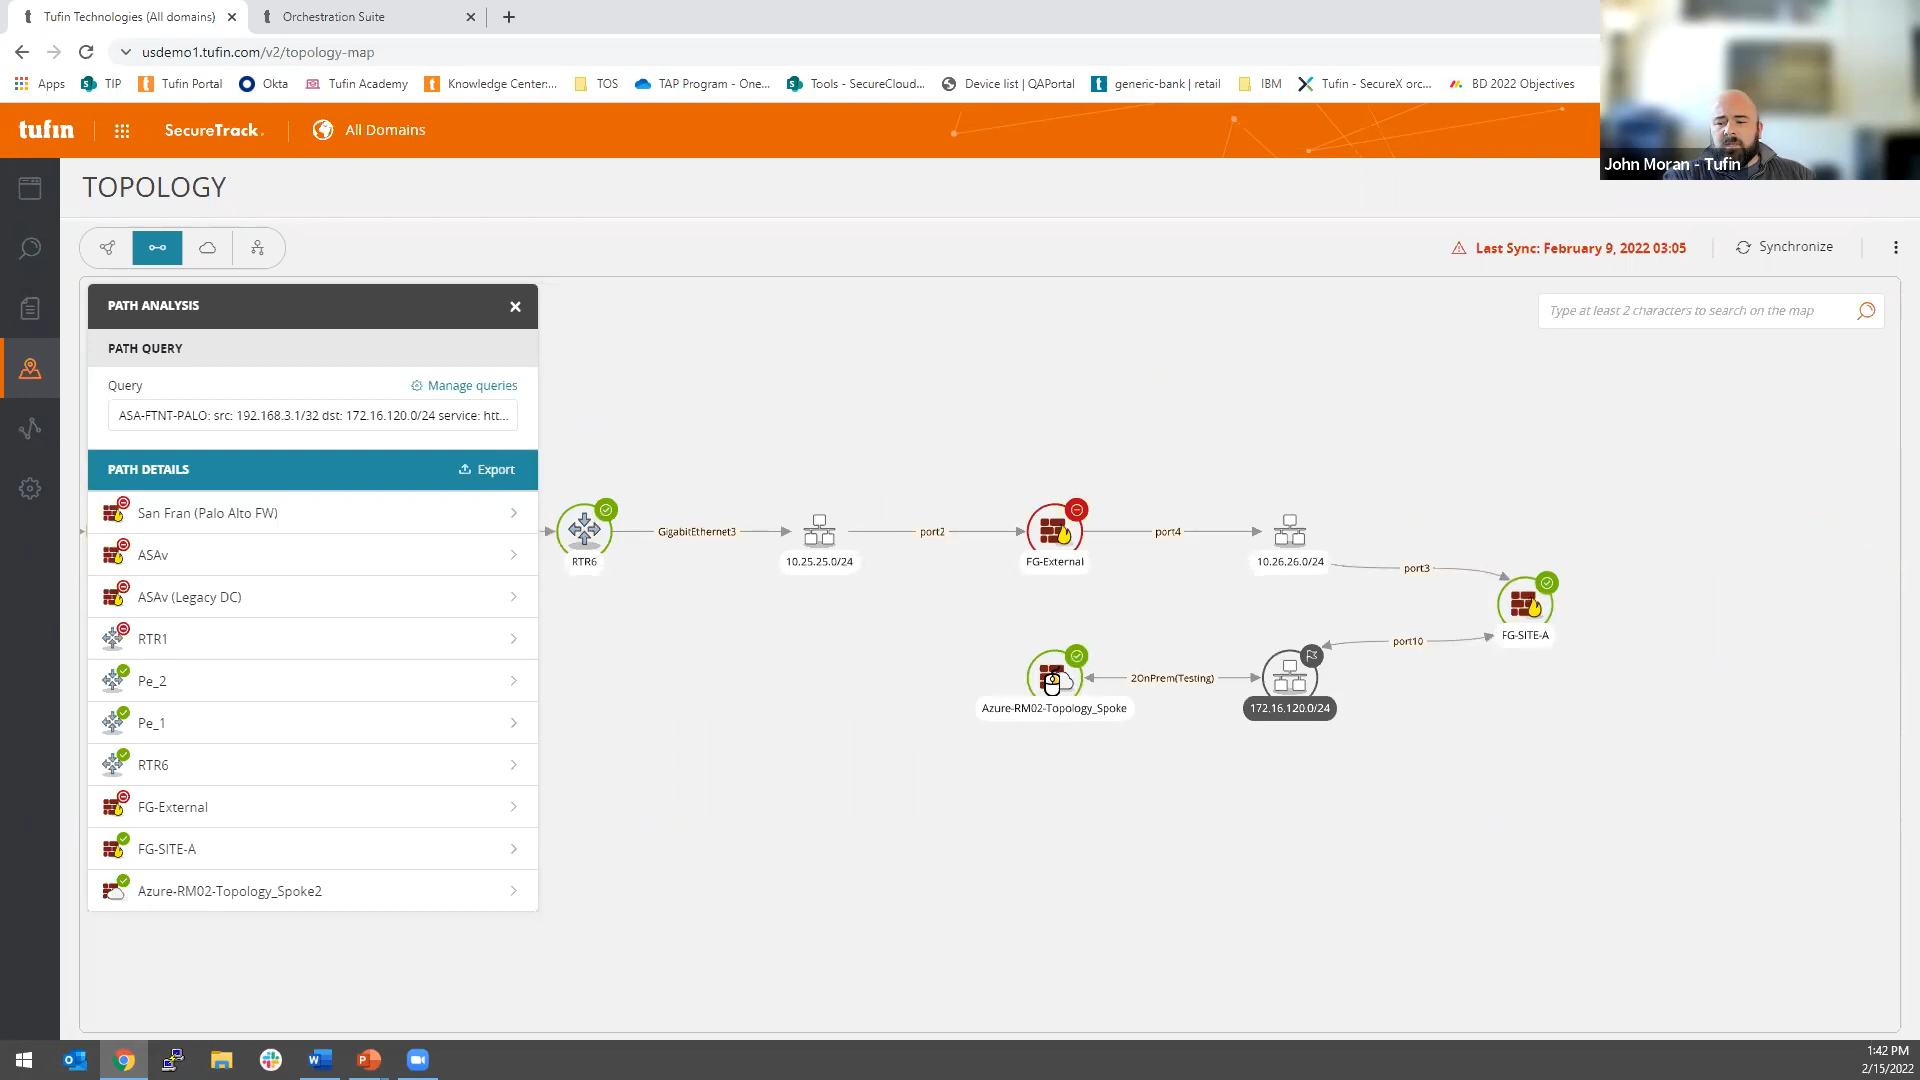 Tufin Technologies (All domains)
Orchestration Suite
usdemo1.tufin.com/v2/topology-map
Apps
TIP
Tufin Portal
Okta
Tufin Academy
Knowledge Center:...
TOS
TAP Program - One...
Tools - SecureCloud...
Device list | QAPortal
generic-bank | retail
IBM
Tufin - SecureX orc...
BD 2022 Objectives
tufin
SecureTrack
All Domains
John Moran - Tufin
TOPOLOGY
Last Sync: February 9, 2022 03:05
Synchronize
PATH ANALYSIS
Type at least 2 characters to search on the map
PATH QUERY
Query
Manage queries
ASA-FTNT-PALO: src: 192.168.3.1/32 dst: 172.16.120.0/24 service: htt...
PATH DETAILS
Export
San Fran (Palo Alto FW)
ASAv
ASAv (Legacy DC)
RTR1
Pe_2
Pe_1
RTR6
FG-External
FG-SITE-A
Azure-RM02-Topology_Spoke2
RTR6
GigabitEthernet3
10.25.25.0/24
port2
FG-External
port4
10.26.26.0/24
port3
FG-SITE-A
port10
172.16.120.0/24
2OnPrem(Testing)
Azure-RM02-Topology_Spoke
1:42 PM
2/15/2022